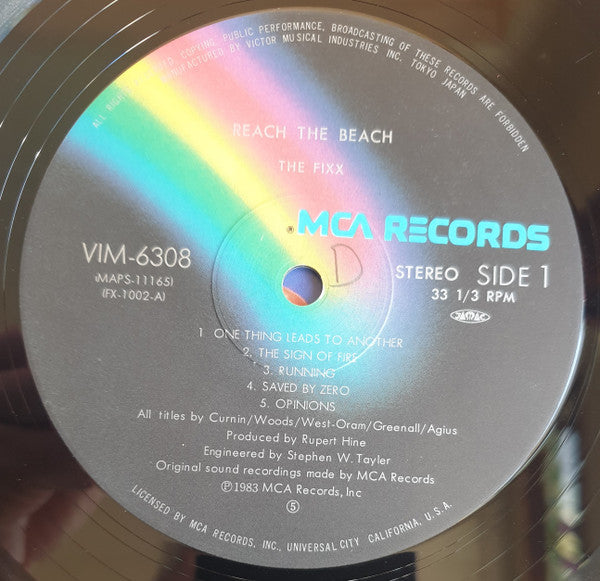 ALL RIGHTS
COPYING, PUBLIC PERFORMANCE, BROADCASTING OF THESE RECORDS ARE FORBIDDEN
MANUFACTURED BY VICTOR MUSICAL INDUSTRIES INC. TOKYO JAPAN
REACH THE BEACH
THE FIXX
MCA RECORDS
VIM-6308
(MAPS-11165)
(FX-1002-A)
D
STEREO SIDE 1
33 1/3 RPM
JASRAC
1. ONE THING LEADS TO ANOTHER
2. THE SIGN OF FIRE
3. RUNNING
4. SAVED BY ZERO
5. OPINIONS
All titles by Curnin/Woods/West-Oram/Greenall/Agius
Produced by Rupert Hine
Engineered by Stephen W. Tayler
Original sound recordings made by MCA Records
Ⓟ1983 MCA Records, Inc
⑤
LICENSED BY MCA RECORDS, INC., UNIVERSAL CITY, CALIFORNIA, U.S.A.